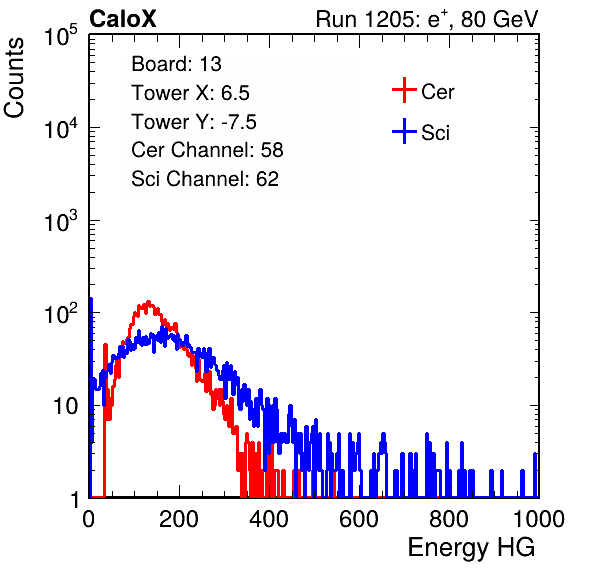 CaloX Run 1205: e⁺, 80 GeV
Counts
Board: 13
Tower X: 6.5
Tower Y: -7.5
Cer Channel: 58
Sci Channel: 62
Cer
Sci
10⁵
10⁴
10³
10²
10
1
0 200 400 600 800 1000
Energy HG